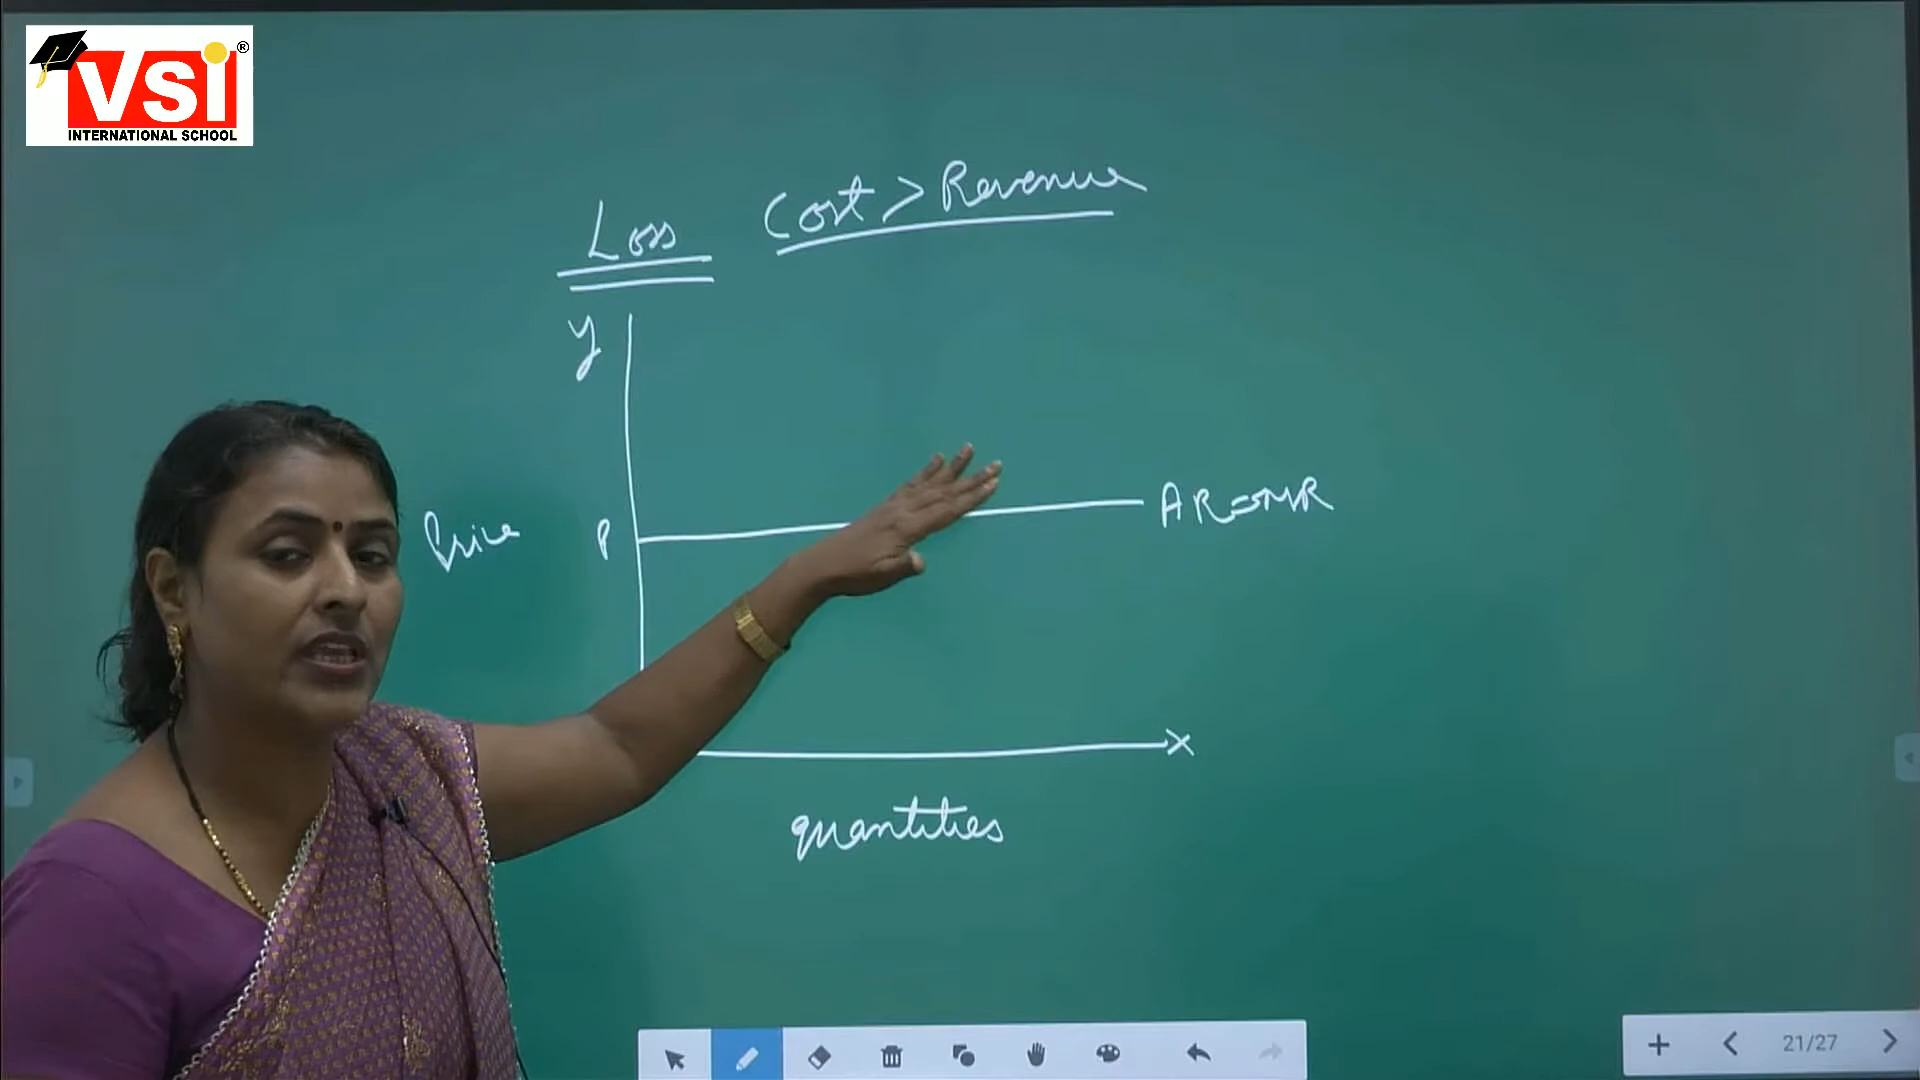 VSI®
INTERNATIONAL SCHOOL
Loss Cost > Revenue
y
Price P AR=MR
X
quantities
21/27